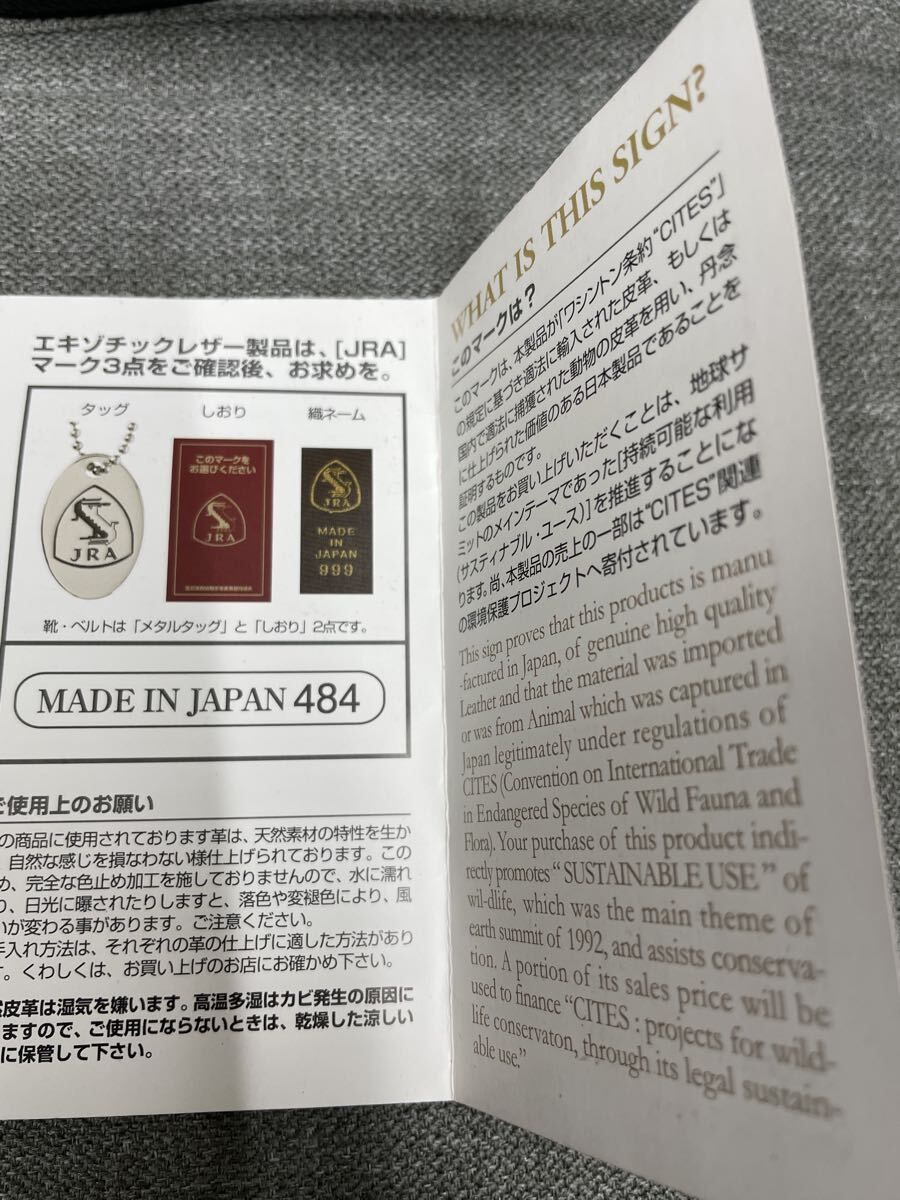 エキゾチックレザー製品は、[JRA]
マーク3点をご確認後、お求めを。
タッグ
しおり
織ネーム
JRA
このマークを
お選びください
JRA
JRA
MADE
IN
JAPAN
999
靴・ベルトは「メタルタッグ」と「しおり」2点です。
MADE IN JAPAN 484
ご使用上のお願い
の商品に使用されております革は、天然素材の特性を生か
自然な感じを損なわない様仕上げられております。この
め、完全な色止め加工を施しておりませんので、水に濡れ
り、日光に曝されたりしますと、落色や変褪色により、風
いが変わる事があります。ご注意ください。
手入れ方法は、それぞれの革の仕上げに適した方法があり
す。くわしくは、お買い上げのお店にお確かめ下さい。
然皮革は湿気を嫌います。高温多湿はカビ発生の原因に
ますので、ご使用にならないときは、乾燥した涼しい
に保管して下さい。
WHAT IS THIS SIGN?
このマークは?
このマークは、本製品が「ワシントン条約"CITES"」
の規定に基づき適法に輸入された皮革、もしくは
国内で適法に捕獲された動物の皮革を用い、丹念
に仕上げられた価値のある日本製品であることを
証明するものです。
この製品をお買い上げいただくことは、地球サ
ミットのメインテーマであった[持続可能な利用
(サスティナブル・ユース)]を推進することにな
ります。尚、本製品の売上の一部は"CITES"関連
の環境保護プロジェクトへ寄付されています。
This sign proves that this products is manu
-factured in Japan, of genuine high quality
Leathet and that the material was imported
or was from Animal which was captured in
Japan legitimately under regulations of
CITES (Convention on International Trade
in Endangered Species of Wild Fauna and
Flora). Your purchase of this product indi-
rectly promotes “ SUSTAINABLE USE ” of
wil-dlife, which was the main theme of
earth summit of 1992, and assists conserva-
tion. A portion of its sales price will be
used to finance “CITES : projects for wild-
life conservaton, through its legal sustain-
able use.”